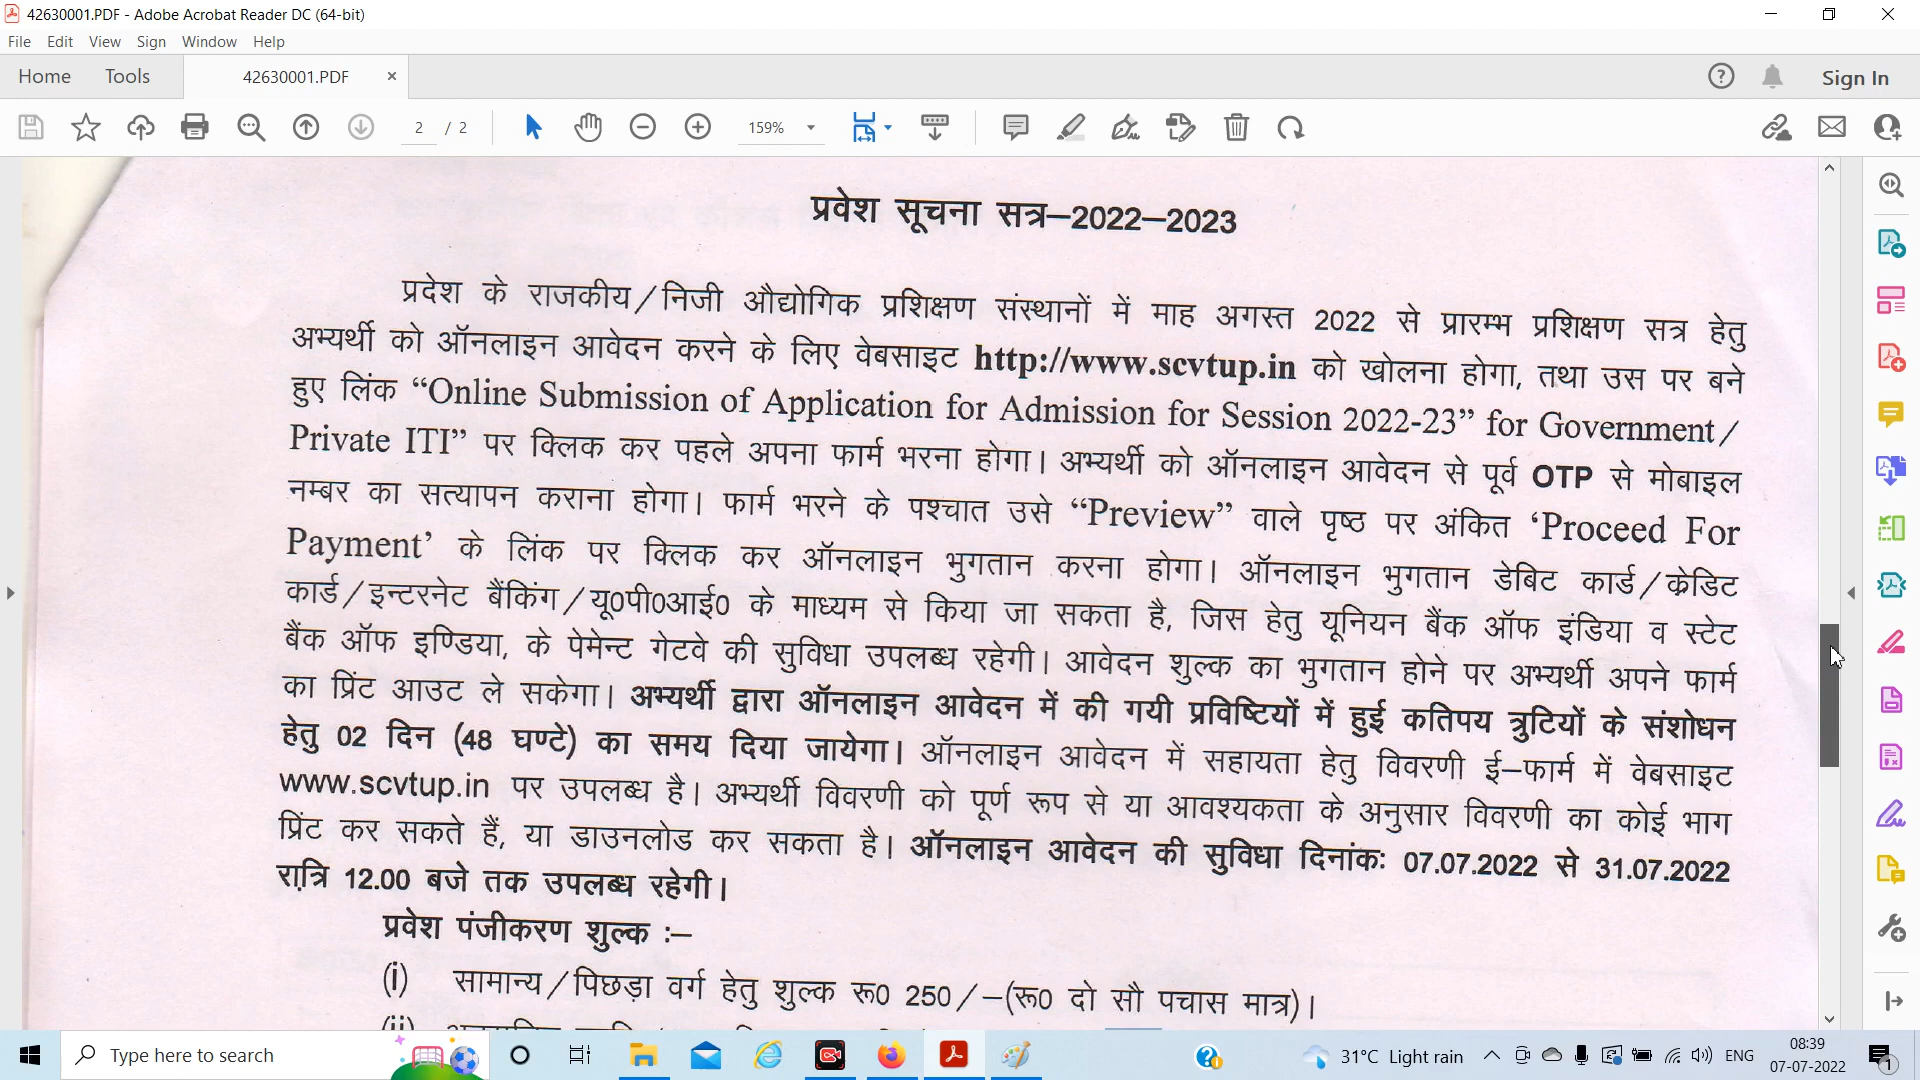 42630001.PDF - Adobe Acrobat Reader DC (64-bit)
File Edit View Sign Window Help
Home Tools 42630001.PDF × Sign In
2 / 2 159%
प्रवेश सूचना सत्र–2022–2023
प्रदेश के राजकीय/निजी औद्योगिक प्रशिक्षण संस्थानों में माह अगस्त 2022 से प्रारम्भ प्रशिक्षण सत्र हेतु
अभ्यर्थी को ऑनलाइन आवेदन करने के लिए वेबसाइट http://www.scvtup.in को खोलना होगा, तथा उस पर बने
हुए लिंक “Online Submission of Application for Admission for Session 2022-23” for Government/
Private ITI” पर क्लिक कर पहले अपना फार्म भरना होगा। अभ्यर्थी को ऑनलाइन आवेदन से पूर्व OTP से मोबाइल
नम्बर का सत्यापन कराना होगा। फार्म भरने के पश्चात उसे “Preview” वाले पृष्ठ पर अंकित ‘Proceed For
Payment’ के लिंक पर क्लिक कर ऑनलाइन भुगतान करना होगा। ऑनलाइन भुगतान डेबिट कार्ड/क्रेडिट
कार्ड/इन्टरनेट बैंकिंग/यू0पी0आई0 के माध्यम से किया जा सकता है, जिस हेतु यूनियन बैंक ऑफ इंडिया व स्टेट
बैंक ऑफ इण्डिया, के पेमेन्ट गेटवे की सुविधा उपलब्ध रहेगी। आवेदन शुल्क का भुगतान होने पर अभ्यर्थी अपने फार्म
का प्रिंट आउट ले सकेगा। अभ्यर्थी द्वारा ऑनलाइन आवेदन में की गयी प्रविष्टियों में हुई कतिपय त्रुटियों के संशोधन
हेतु 02 दिन (48 घण्टे) का समय दिया जायेगा। ऑनलाइन आवेदन में सहायता हेतु विवरणी ई–फार्म में वेबसाइट
www.scvtup.in पर उपलब्ध है। अभ्यर्थी विवरणी को पूर्ण रूप से या आवश्यकता के अनुसार विवरणी का कोई भाग
प्रिंट कर सकते हैं, या डाउनलोड कर सकता है। ऑनलाइन आवेदन की सुविधा दिनांकः 07.07.2022 से 31.07.2022
रात्रि 12.00 बजे तक उपलब्ध रहेगी।
प्रवेश पंजीकरण शुल्क :–
(i) सामान्य/पिछड़ा वर्ग हेतु शुल्क रू0 250/–(रू0 दो सौ पचास मात्र)।
(ii)
Type here to search 31°C Light rain ENG 08:39
07-07-2022 1